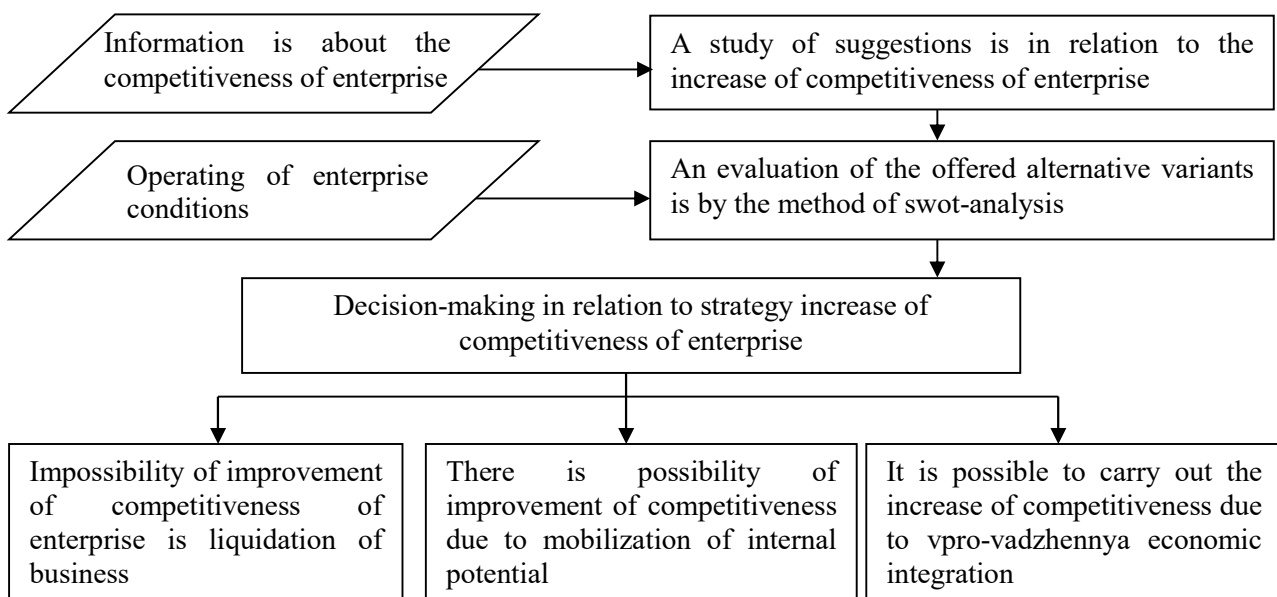 Information is about the
competitiveness of enterprise
A study of suggestions is in relation to the
increase of competitiveness of enterprise
Operating of enterprise
conditions
An evaluation of the offered alternative variants
is by the method of swot-analysis
Decision-making in relation to strategy increase of
competitiveness of enterprise
Impossibility of improvement
of competitiveness of
enterprise is liquidation of
business
There is possibility of
improvement of competitiveness
due to mobilization of internal
potential
It is possible to carry out the
increase of competitiveness due
to vpro-vadzhennya economic
integration